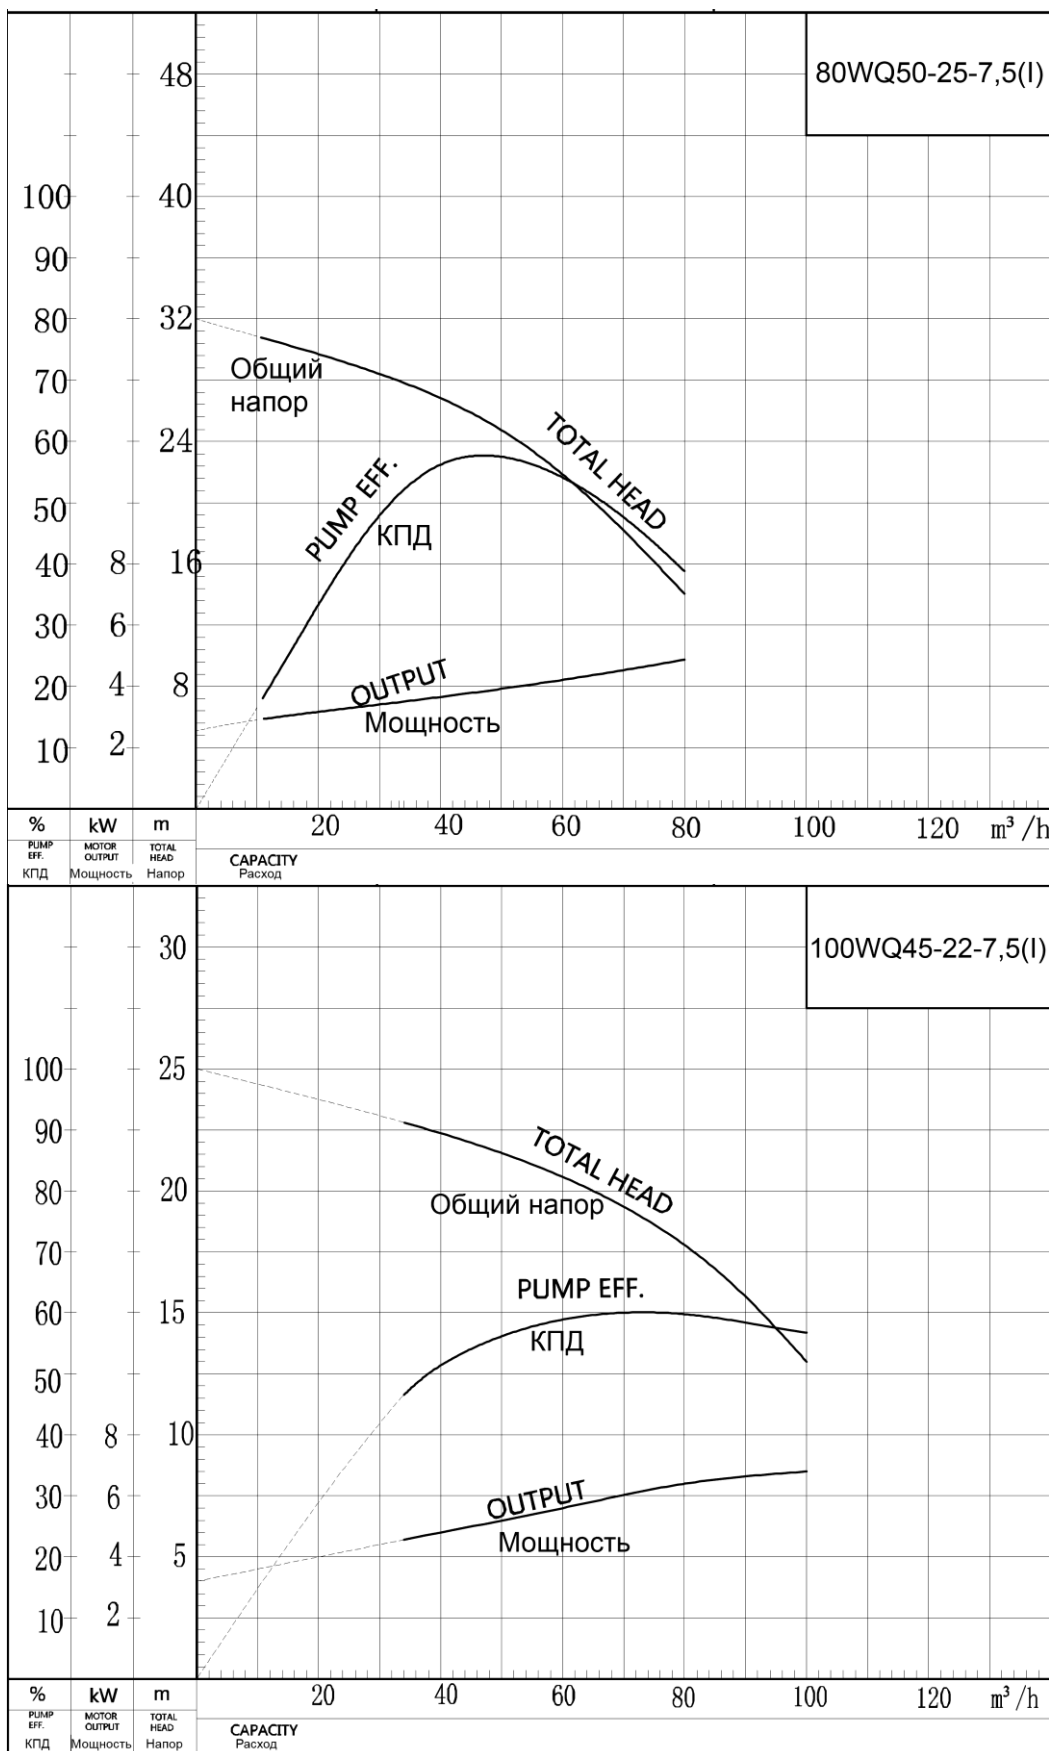 80WQ50-25-7,5(I)
48
100
40
90
80
32
Общий
напор
70
60
24
TOTAL HEAD
PUMP EFF.
КПД
50
40
8
16
30
6
20
4
8
OUTPUT
Мощность
10
2
% kW m
20 40 60 80 100 120 m³/h
PUMP EFF.
MOTOR OUTPUT
TOTAL HEAD
CAPACITY
КПД Мощность Напор Расход
100WQ45-22-7,5(I)
30
100
25
90
TOTAL HEAD
80
20
Общий напор
70
PUMP EFF.
60
15
КПД
50
40
8
10
30
6
OUTPUT
Мощность
20
4
5
10
2
% kW m
20 40 60 80 100 120 m³/h
PUMP EFF.
MOTOR OUTPUT
TOTAL HEAD
CAPACITY
КПД Мощность Напор Расход